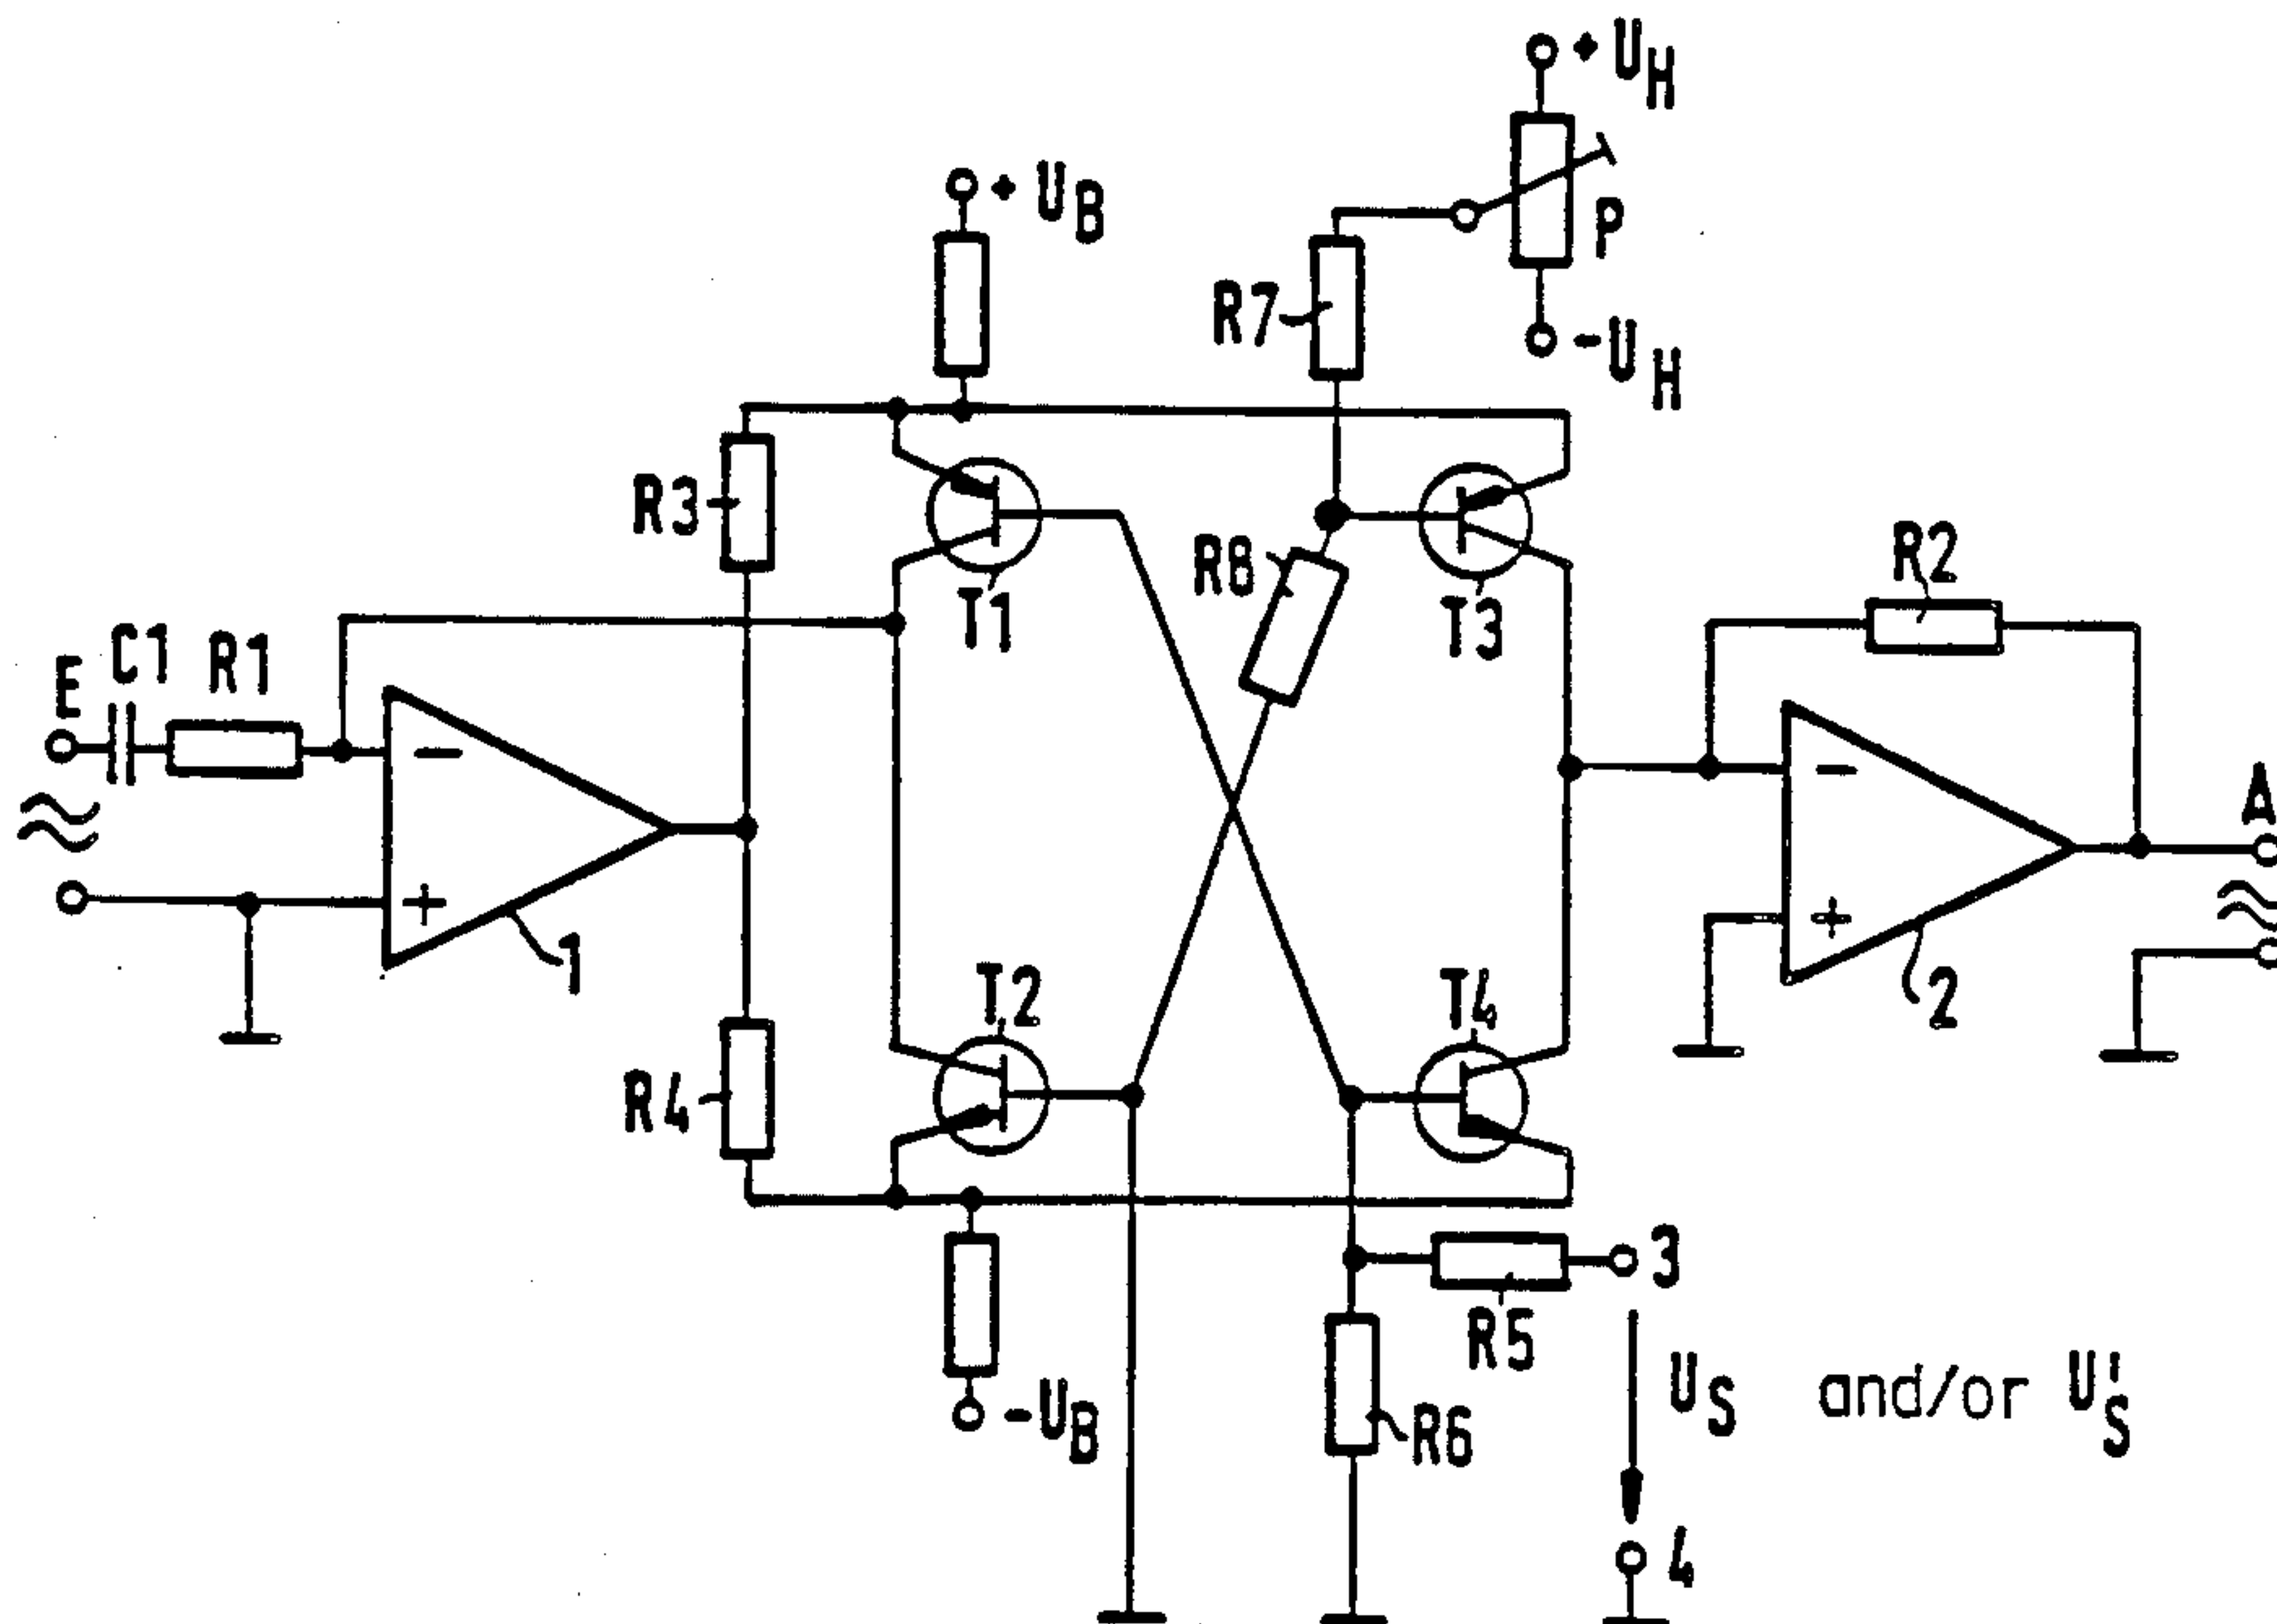 + U_H
+ U_B
P
R7
- U_H
R3
T1
R8
T3
R2
E
C1
R1
-
-
A
+
1
+
2
T2
T4
R4
R5
3
- U_B
R6
U_S and/or U'_S
4